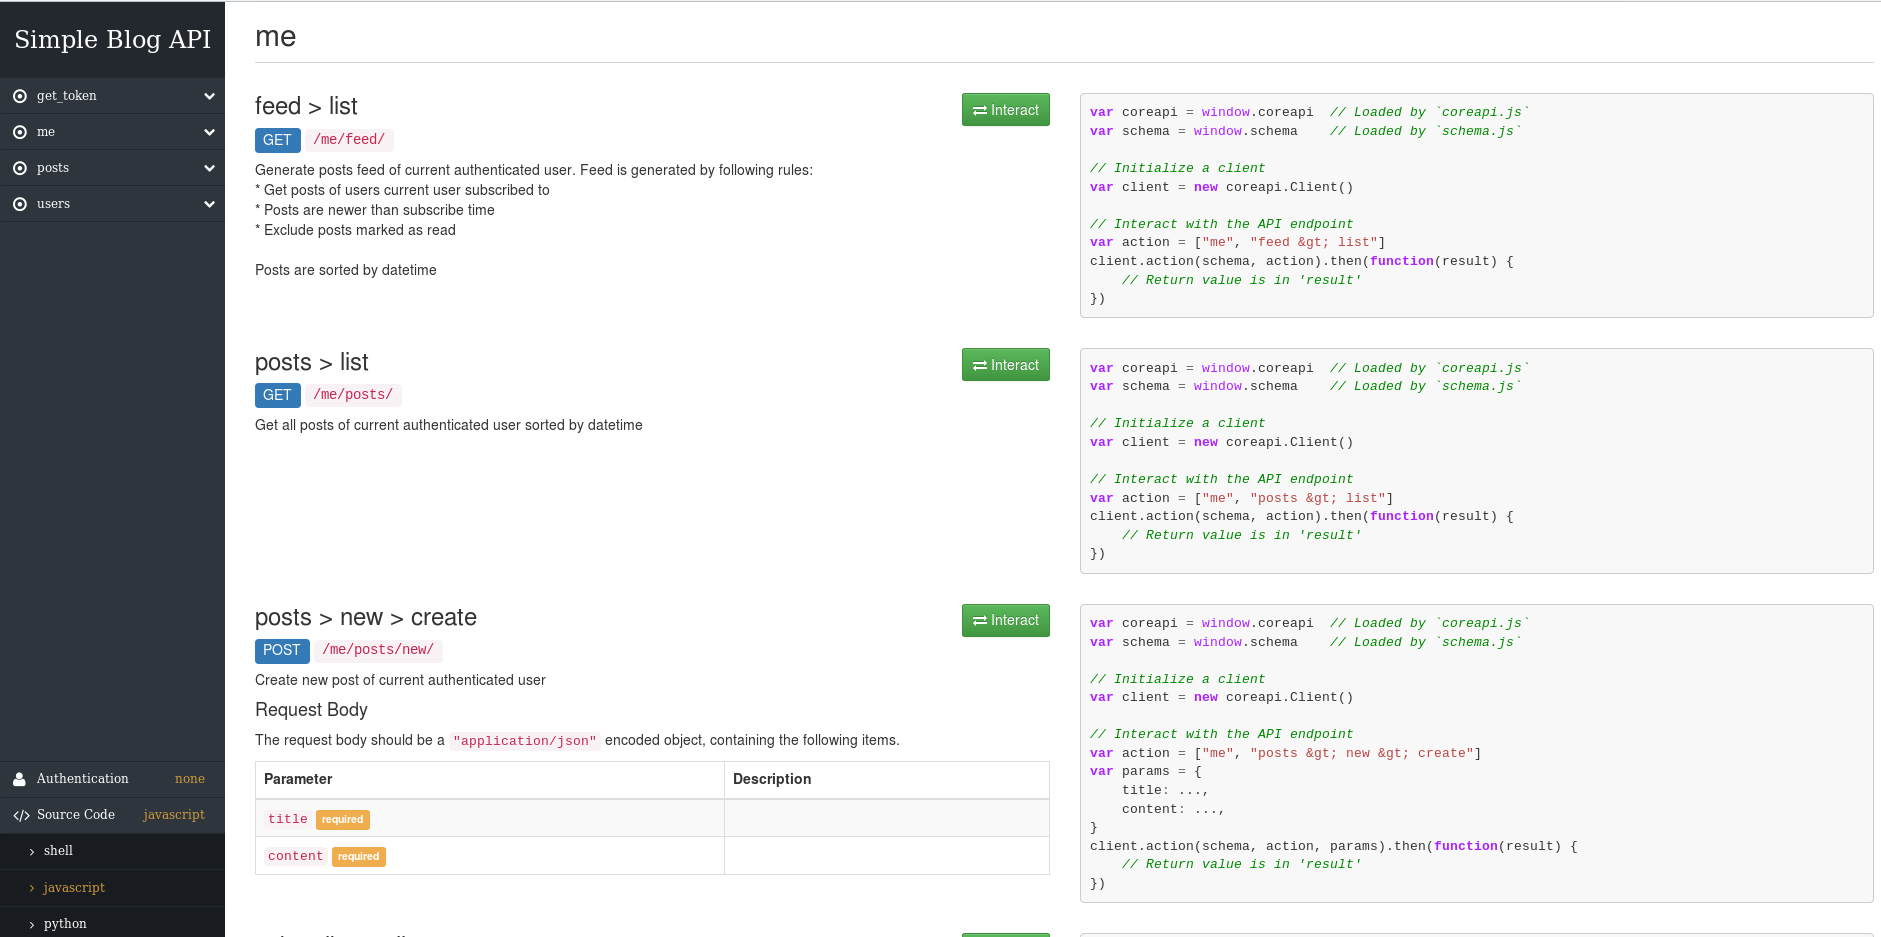 Simple Blog API
get_token
me
posts
users
Authentication none
Source Code javascript
shell
javascript
python
me
feed > list
Interact
GET /me/feed/
Generate posts feed of current authenticated user. Feed is generated by following rules:
* Get posts of users current user subscribed to
* Posts are newer than subscribe time
* Exclude posts marked as read
Posts are sorted by datetime
var coreapi = window.coreapi  // Loaded by `coreapi.js`
var schema = window.schema    // Loaded by `schema.js`
// Initialize a client
var client = new coreapi.Client()
// Interact with the API endpoint
var action = ["me", "feed &gt; list"]
client.action(schema, action).then(function(result) {
    // Return value is in 'result'
})
posts > list
Interact
GET /me/posts/
Get all posts of current authenticated user sorted by datetime
var coreapi = window.coreapi  // Loaded by `coreapi.js`
var schema = window.schema    // Loaded by `schema.js`
// Initialize a client
var client = new coreapi.Client()
// Interact with the API endpoint
var action = ["me", "posts &gt; list"]
client.action(schema, action).then(function(result) {
    // Return value is in 'result'
})
posts > new > create
Interact
POST /me/posts/new/
Create new post of current authenticated user
Request Body
The request body should be a "application/json" encoded object, containing the following items.
Parameter Description
title required
content required
var coreapi = window.coreapi  // Loaded by `coreapi.js`
var schema = window.schema    // Loaded by `schema.js`
// Initialize a client
var client = new coreapi.Client()
// Interact with the API endpoint
var action = ["me", "posts &gt; new &gt; create"]
var params = {
    title: ...,
    content: ...,
}
client.action(schema, action, params).then(function(result) {
    // Return value is in 'result'
})